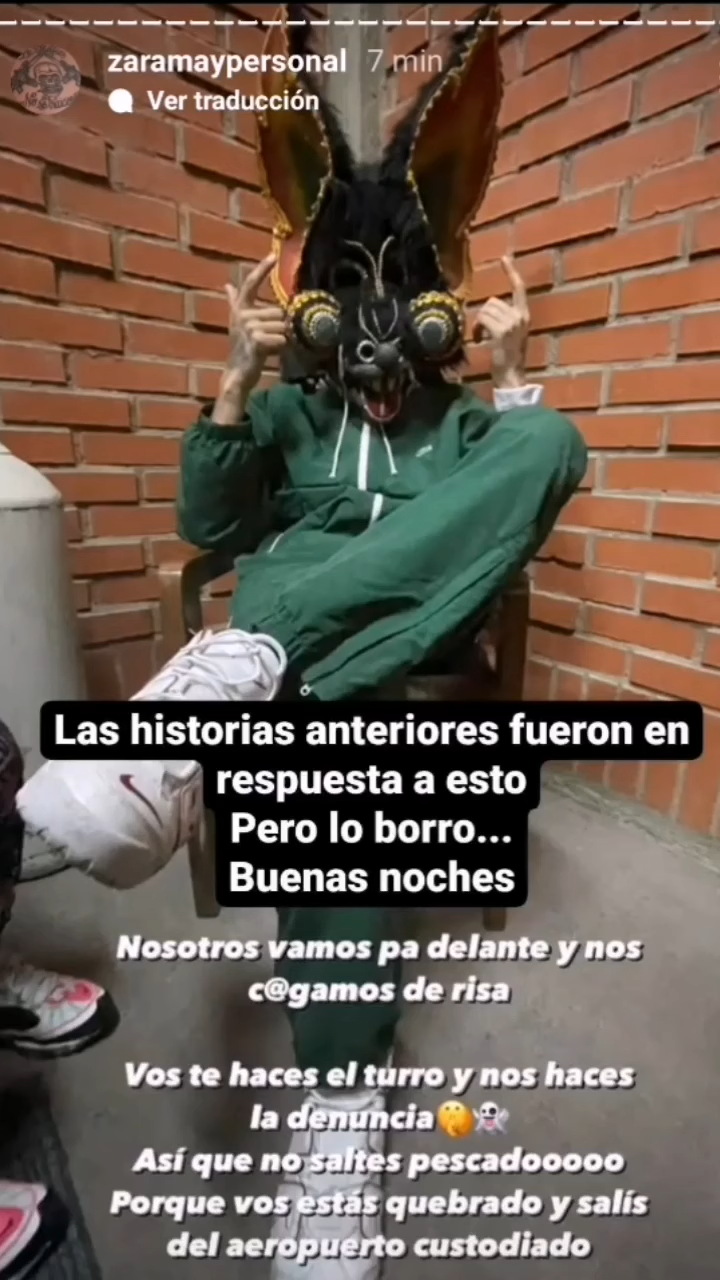 zaramaypersonal 7 min
Ver traducción
Las historias anteriores fueron en
respuesta a esto
Pero lo borro...
Buenas noches
Nosotros vamos pa delante y nos
c@gamos de risa
Vos te haces el turro y nos haces
la denuncia🤫👻
Así que no saltes pescadooooo
Porque vos estás quebrado y salís
del aeropuerto custodiado